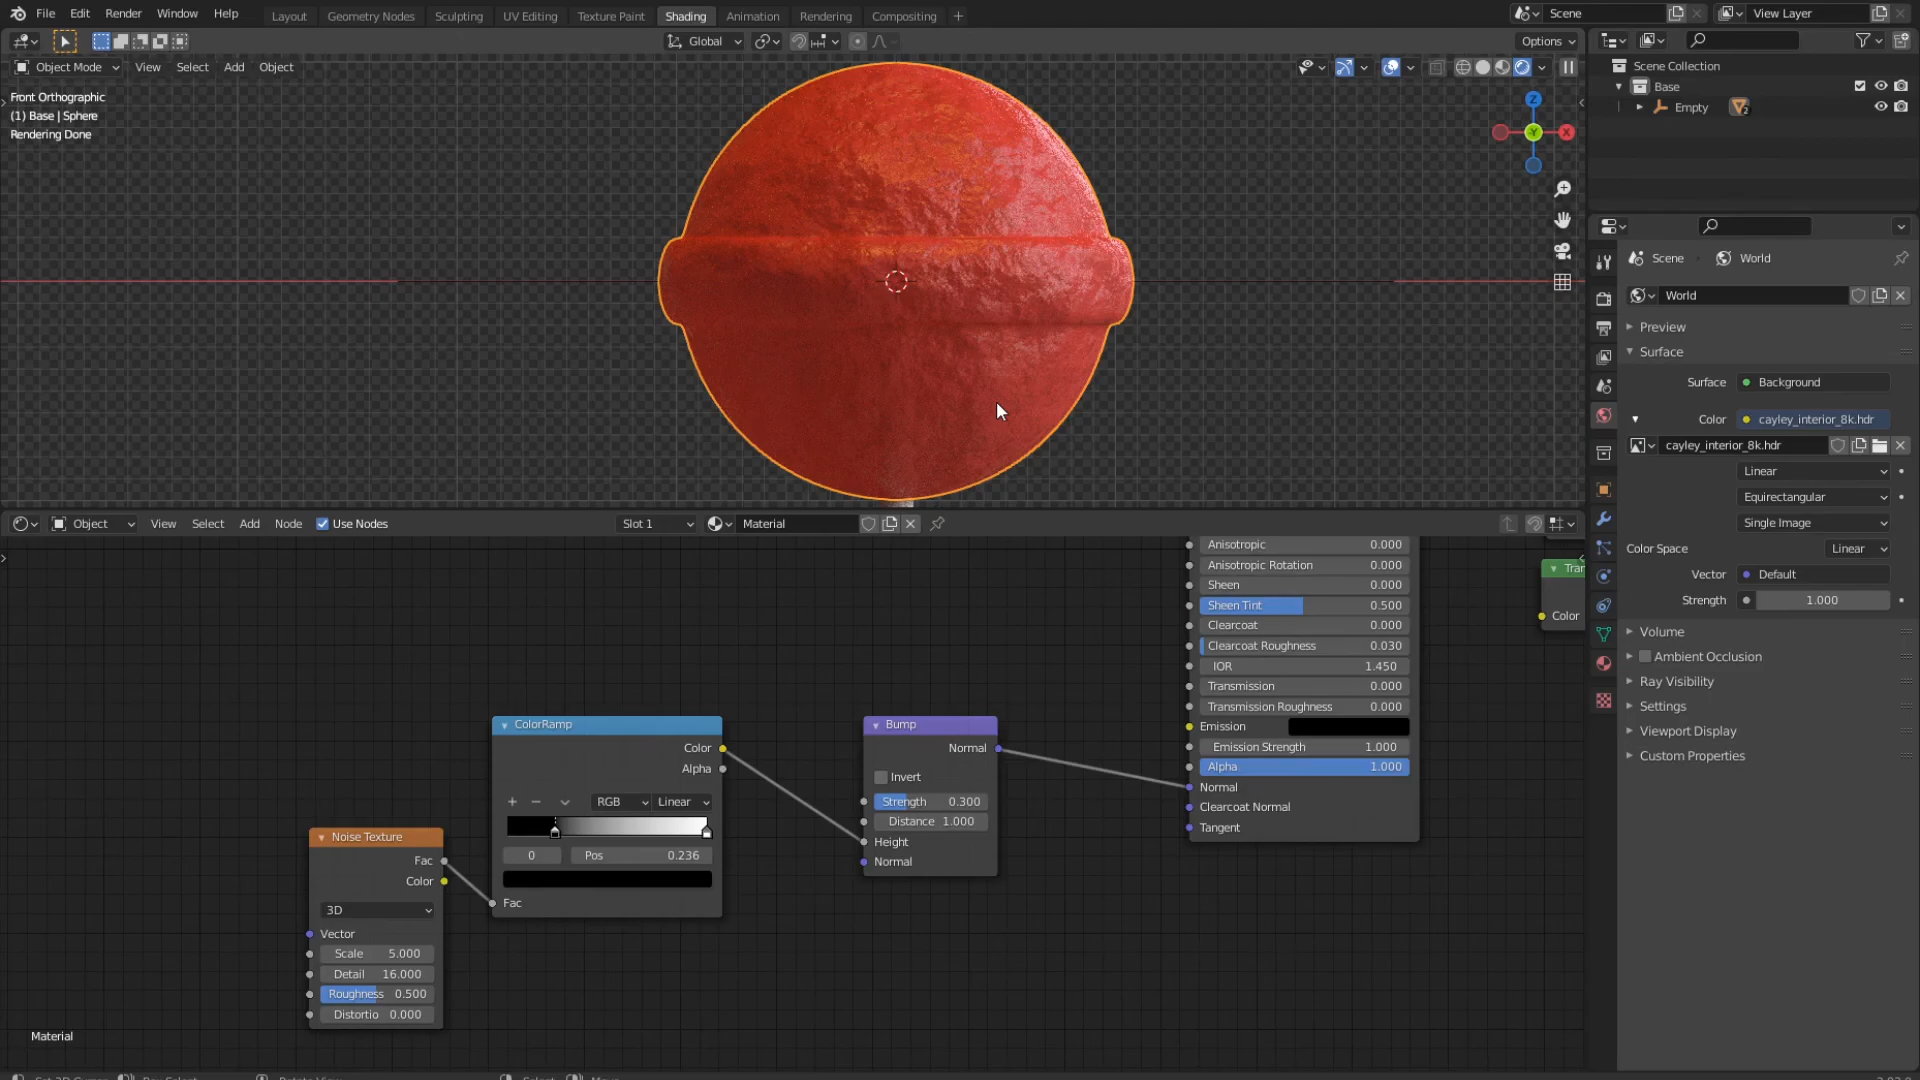 File Edit Render Window Help Layout Geometry Nodes Sculpting UV Editing Texture Paint Shading Animation Rendering Compositing Scene View Layer
Global Options
Object Mode View Select Add Object
Front Orthographic
(1) Base | Sphere
Rendering Done
Z
Y
X
Scene Collection
Base
Empty
2
Scene World
World
Preview
Surface
Surface Background
Color cayley_interior_8k.hdr
cayley_interior_8k.hdr
Linear
Equirectangular
Single Image
Color Space Linear
Vector Default
Strength 1.000
Volume
Ambient Occlusion
Ray Visibility
Settings
Viewport Display
Custom Properties
Object View Select Add Node Use Nodes Slot 1 Material
Anisotropic 0.000
Anisotropic Rotation 0.000
Sheen 0.000
Sheen Tint 0.500
Clearcoat 0.000
Clearcoat Roughness 0.030
IOR 1.450
Transmission 0.000
Transmission Roughness 0.000
Emission
Emission Strength 1.000
Alpha 1.000
Normal
Clearcoat Normal
Tangent
Tran
Color
ColorRamp
Color
Alpha
RGB Linear
0 Pos 0.236
Fac
Bump
Normal
Invert
Strength 0.300
Distance 1.000
Height
Normal
Noise Texture
Fac
Color
3D
Vector
Scale 5.000
Detail 16.000
Roughness 0.500
Distortio 0.000
Material